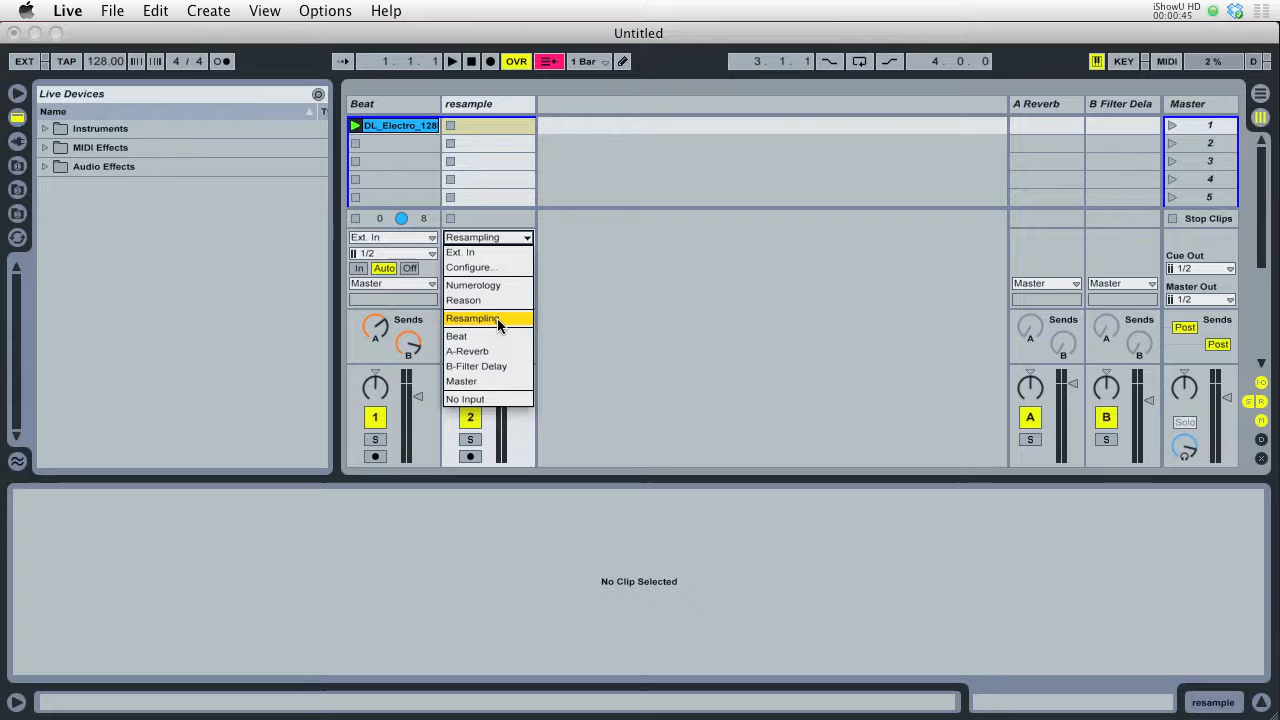 Live File Edit Create View Options Help
iShowU HD
00:00:45
Untitled
EXT TAP 128.00 4 / 4 1. 1. 1 OVR 1 Bar 3. 1. 1 4. 0. 0 KEY MIDI 2 % D
Live Devices
Name T
Instruments
MIDI Effects
Audio Effects
Beat resample A Reverb B Filter Dela Master
DL_Electro_128 1
2
3
4
5
0 8 Stop Clips
Ext. In Resampling
1/2
In Auto Off
Master
Ext. In
Configure...
Numerology
Reason
Resampling
Beat
A-Reverb
B-Filter Delay
Master
No Input
Master Master
Cue Out
1/2
Master Out
1/2
Sends
A
B
Sends
A
B
Sends
A
B
Sends
Post
Post
1 2 A B Solo
S S S S
I·O
S R
M
D
X
No Clip Selected
resample